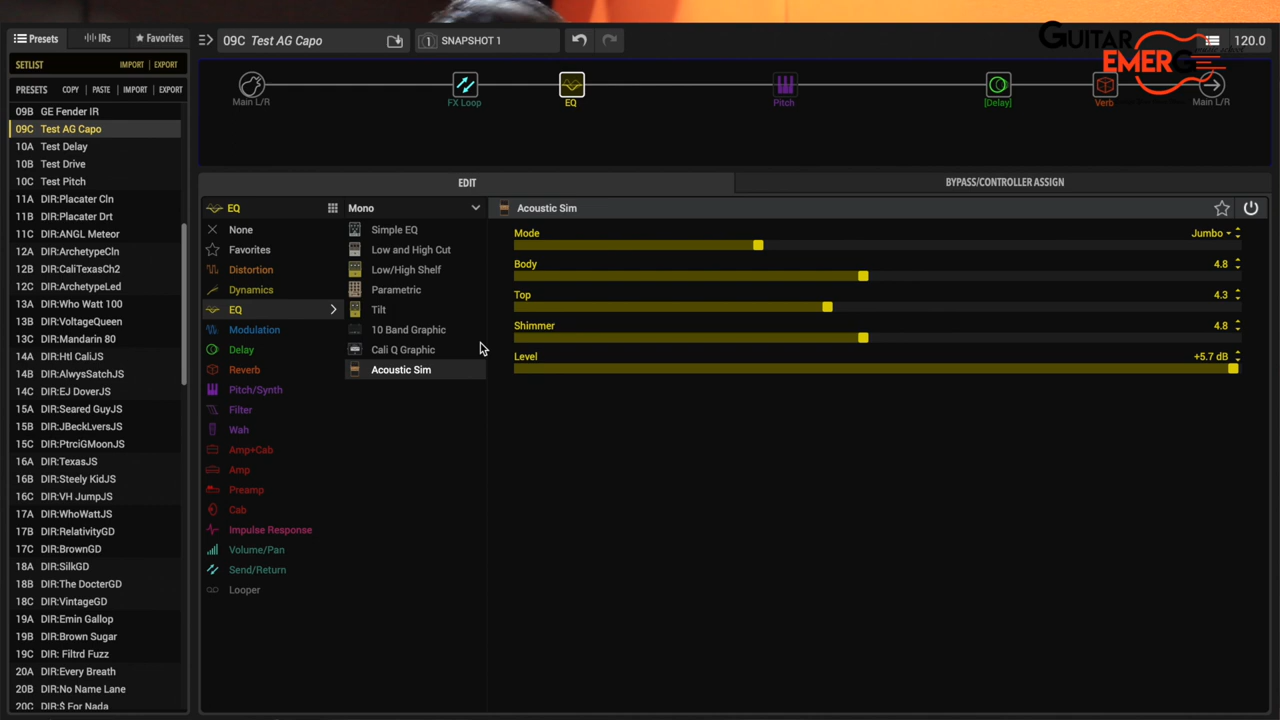 Presets
IRs
Favorites
09C Test AG Capo
1
SNAPSHOT 1
120.0
GUITAR
EMERG
SETLIST
IMPORT | EXPORT
PRESETS
COPY | PASTE | IMPORT | EXPORT
Main L/R
FX Loop
EQ
Pitch
[Delay]
Verb
Main L/R
09B GE Fender IR
09C Test AG Capo
10A Test Delay
10B Test Drive
10C Test Pitch
11A DIR:Placater Cln
11B DIR:Placater Drt
11C DIR:ANGL Meteor
12A DIR:ArchetypeCln
12B DIR:CaliTexasCh2
12C DIR:ArchetypeLed
13A DIR:Who Watt 100
13B DIR:VoltageQueen
13C DIR:Mandarin 80
14A DIR:Htl CaliJS
14B DIR:AlwysSatchJS
14C DIR:EJ DoverJS
15A DIR:Seared GuyJS
15B DIR:JBeckLversJS
15C DIR:PtrciGMoonJS
16A DIR:TexasJS
16B DIR:Steely KidJS
16C DIR:VH JumpJS
17A DIR:WhoWattJS
17B DIR:RelativityGD
17C DIR:BrownGD
18A DIR:SilkGD
18B DIR:The DocterGD
18C DIR:VintageGD
19A DIR:Emin Gallop
19B DIR:Brown Sugar
19C DIR: Filtrd Fuzz
20A DIR:Every Breath
20B DIR:No Name Lane
20C DIR:$ For Nada
EDIT
BYPASS/CONTROLLER ASSIGN
EQ
None
Favorites
Distortion
Dynamics
EQ
Modulation
Delay
Reverb
Pitch/Synth
Filter
Wah
Amp+Cab
Amp
Preamp
Cab
Impulse Response
Volume/Pan
Send/Return
Looper
Mono
Simple EQ
Low and High Cut
Low/High Shelf
Parametric
Tilt
10 Band Graphic
Cali Q Graphic
Acoustic Sim
Acoustic Sim
Mode
Jumbo
Body
4.8
Top
4.3
Shimmer
4.8
Level
+5.7 dB